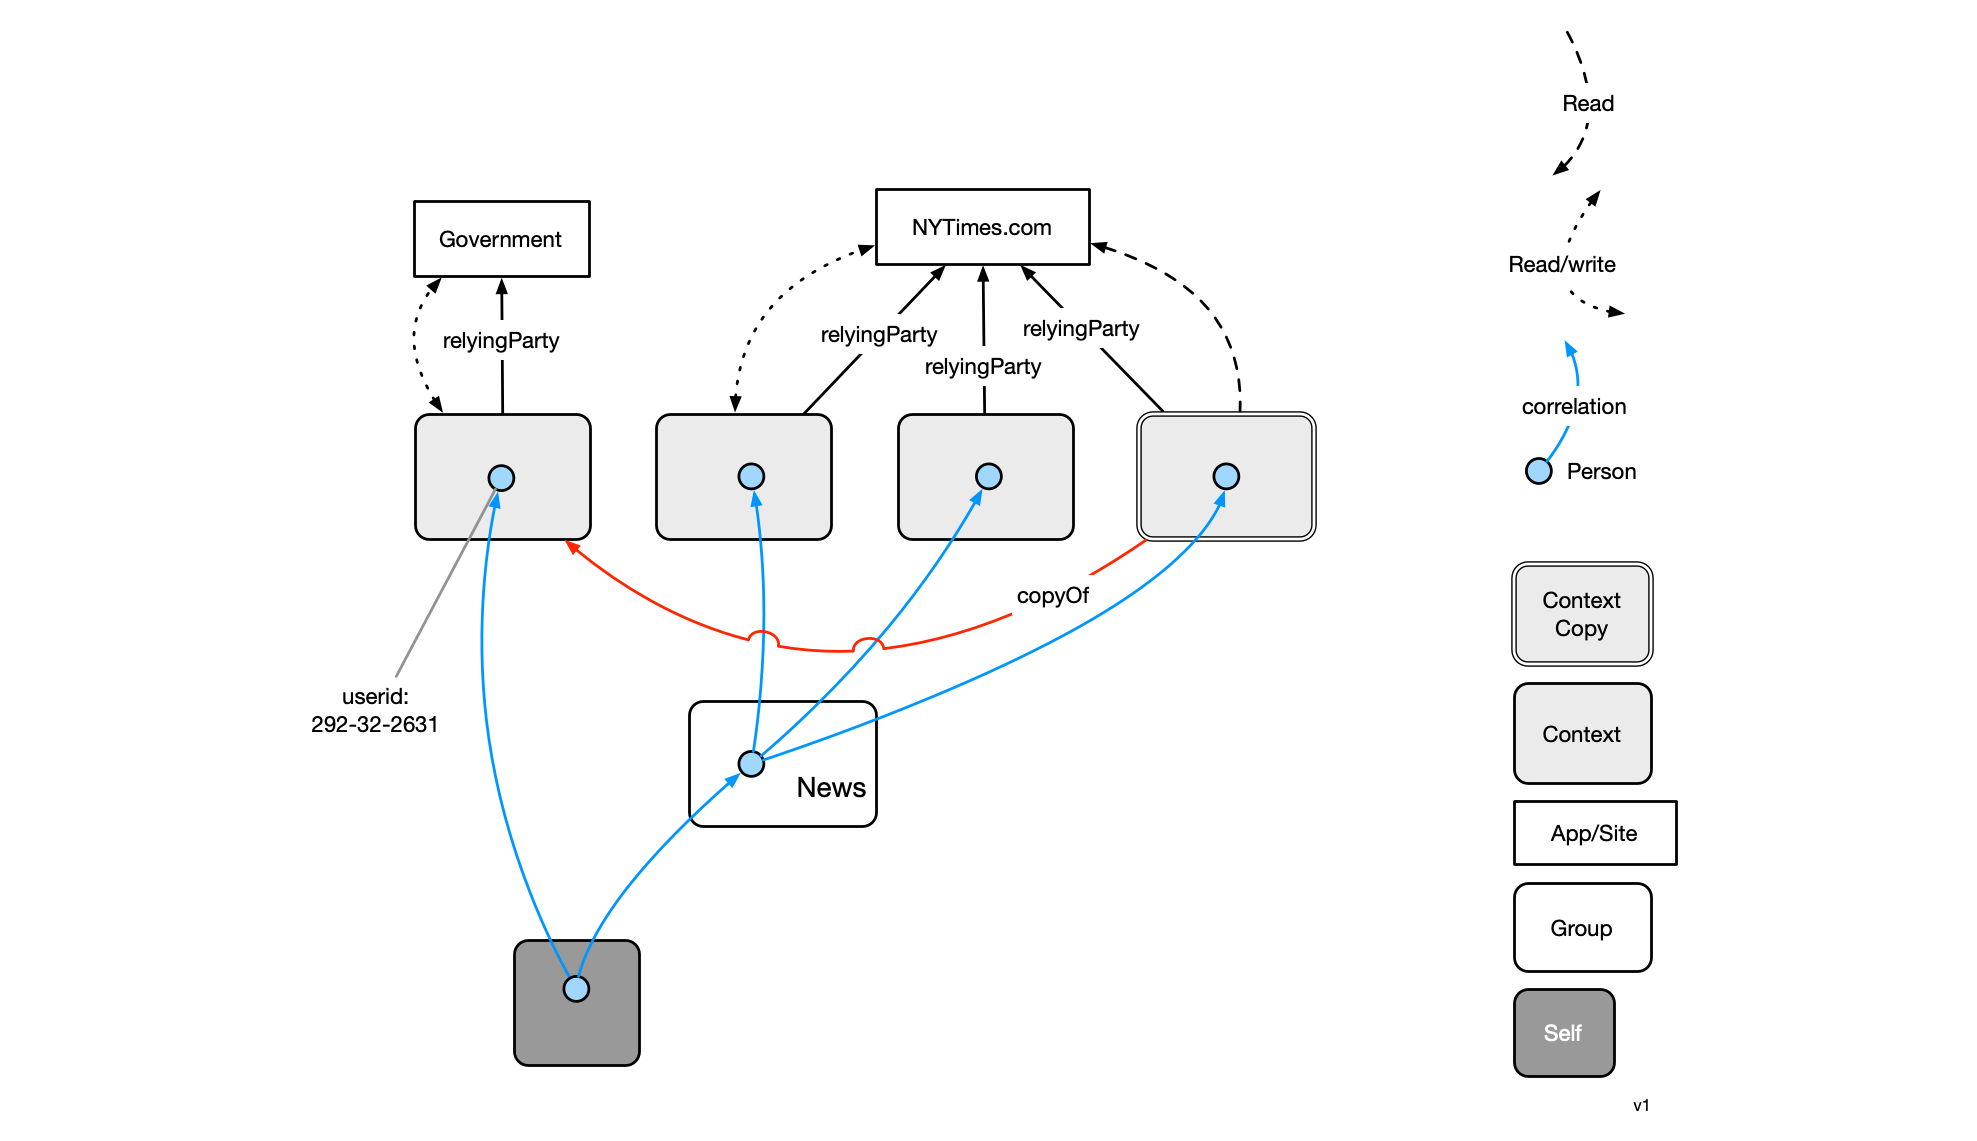 Read
Government
NYTimes.com
Read/write
relyingParty
relyingParty
relyingParty
relyingParty
correlation
Person
copyOf
Context
Copy
userid:
292-32-2631
Context
News
App/Site
Group
Self
v1